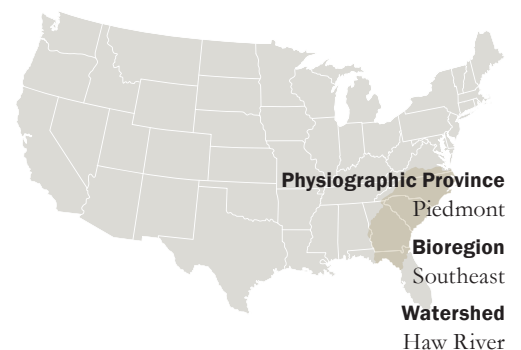 Physiographic Province
Piedmont
Bioregion
Southeast
Watershed
Haw River